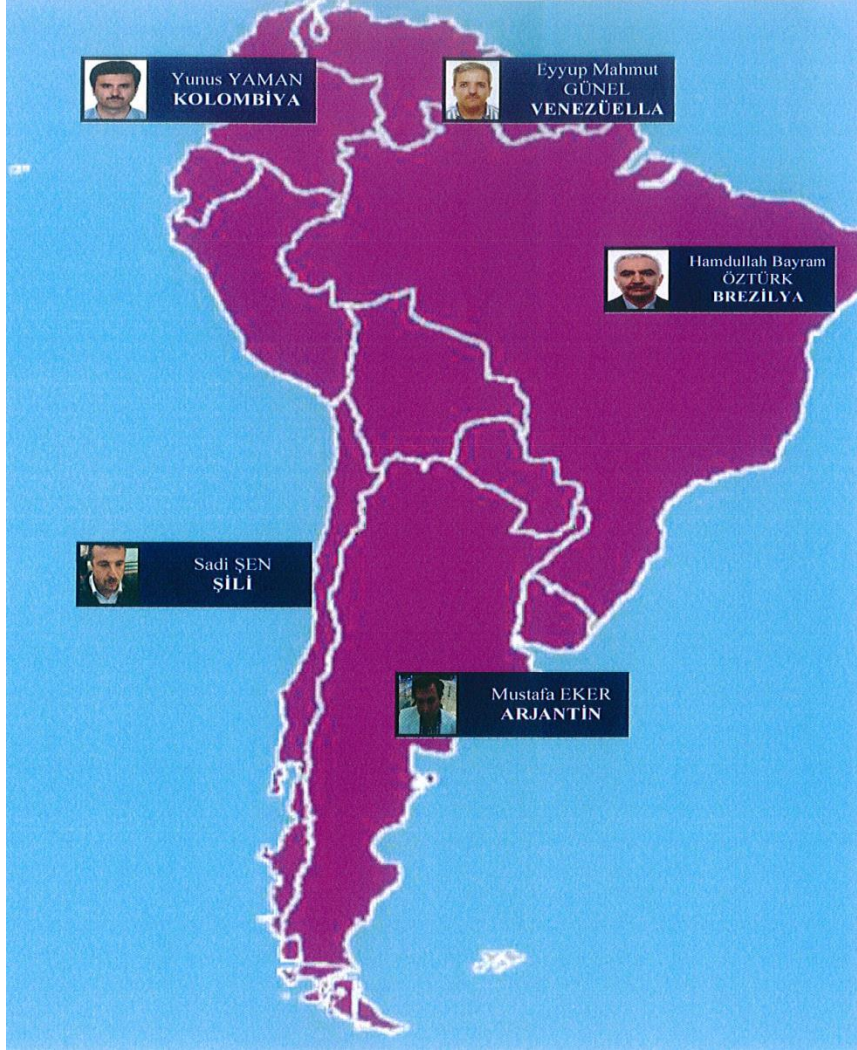 Yunus YAMAN
KOLOMBİYA
Eyyup Mahmut
GÜNEL
VENEZÜELLA
Hamdullah Bayram
ÖZTÜRK
BREZİLYA
Sadi ŞEN
ŞİLİ
Mustafa EKER
ARJANTİN